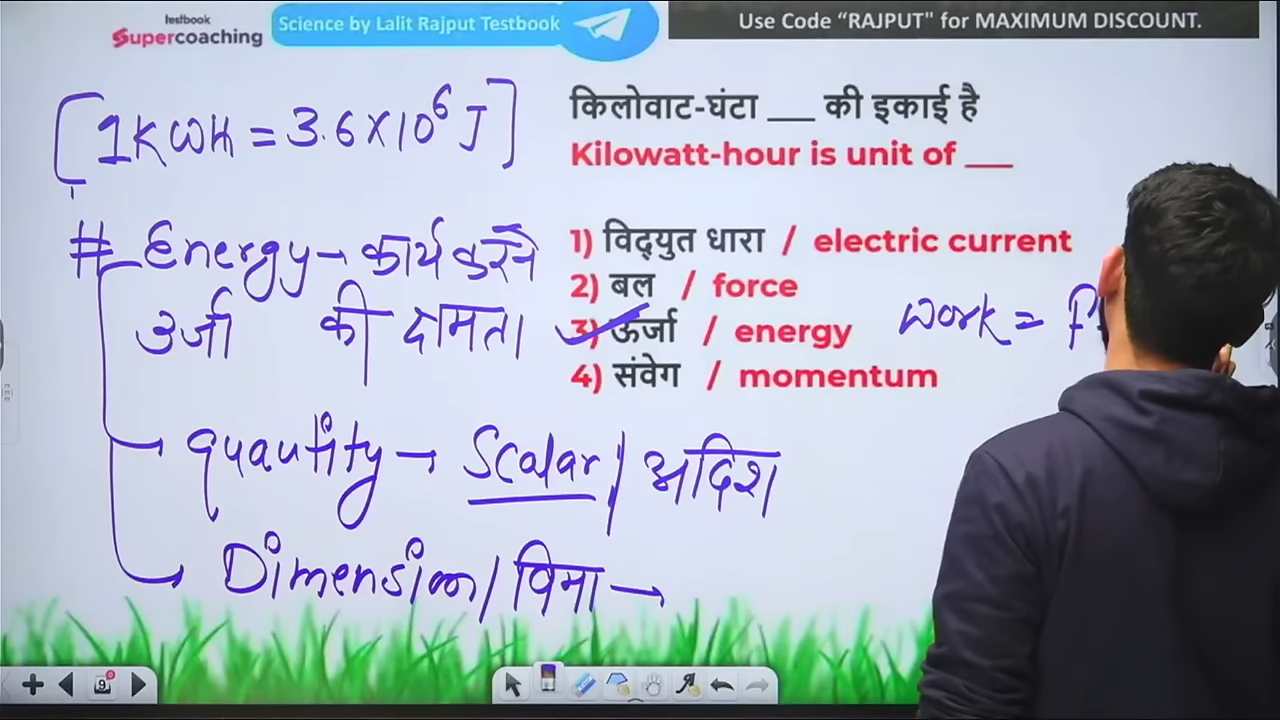 testbook
Supercoaching
Science by Lalit Rajput Testbook
Use Code “RAJPUT" for MAXIMUM DISCOUNT.
[1KWH = 3.6X10⁶ J]
किलोवाट-घंटा ___ की इकाई है
Kilowatt-hour is unit of ___
1) विद्युत धारा / electric current
2) बल / force
3) ऊर्जा / energy
4) संवेग / momentum
# Energy → कार्य करने
उर्जा की क्षमता
work =
quantity → Scalar / अदिश
Dimension / विमा →
9